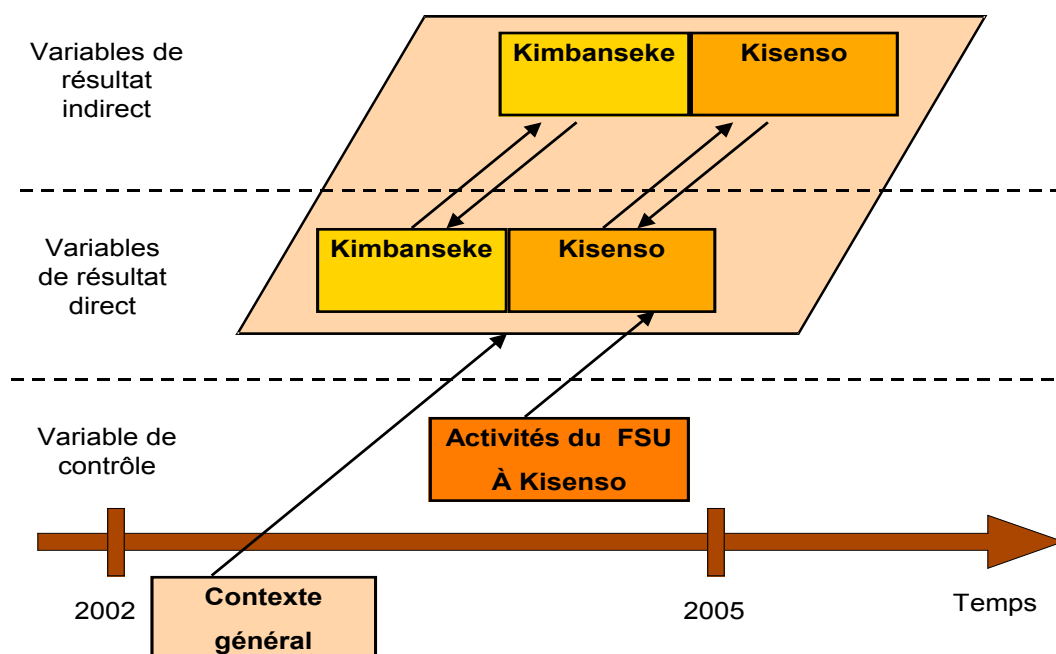 Variables de
résultat
indirect
Kimbanseke
Kisenso
Variables
de résultat
direct
Kimbanseke
Kisenso
Variable de
contrôle
Activités du FSU
À Kisenso
2002
2005
Temps
Contexte
général